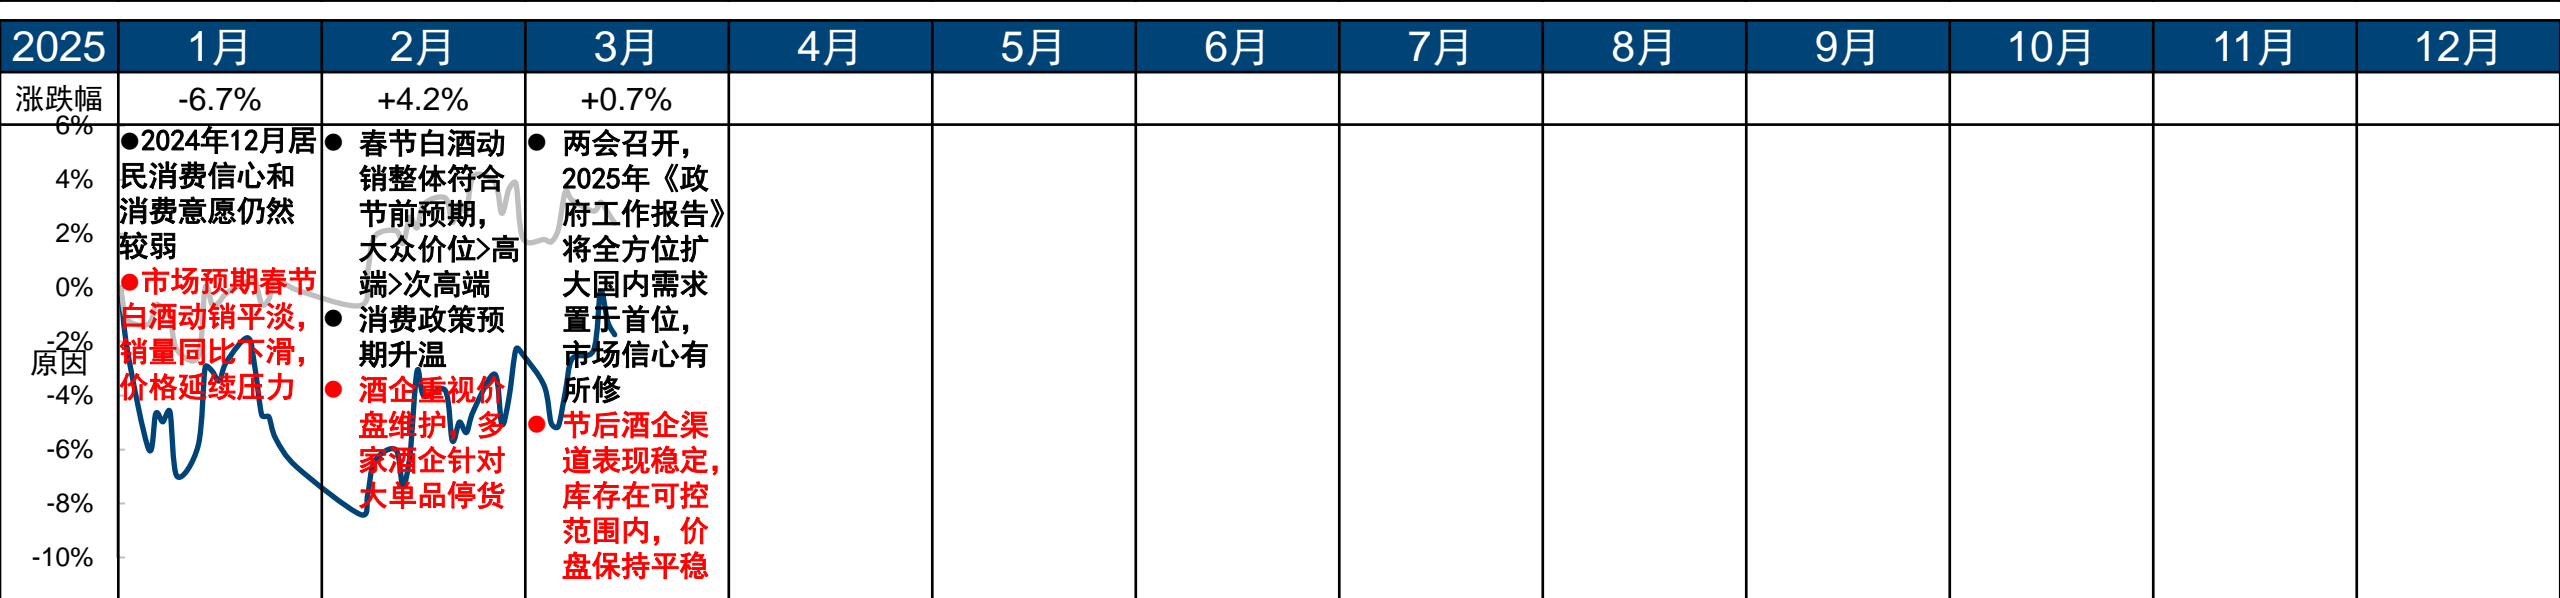 2025 1月 2月 3月 4月 5月 6月 7月 8月 9月 10月 11月 12月
涨跌幅 -6.7% +4.2% +0.7%
6%
4%
2%
0%
-2%
原因
-4%
-6%
-8%
-10%
●2024年12月居
民消费信心和
消费意愿仍然
较弱
●市场预期春节
白酒动销平淡，
销量同比下滑，
价格延续压力
● 春节白酒动
销整体符合
节前预期，
大众价位>高
端>次高端
● 消费政策预
期升温
● 酒企重视价
盘维护，多
家酒企针对
大单品停货
● 两会召开，
2025年《政
府工作报告》
将全方位扩
大国内需求
置于首位，
市场信心有
所修
● 节后酒企渠
道表现稳定，
库存在可控
范围内，价
盘保持平稳